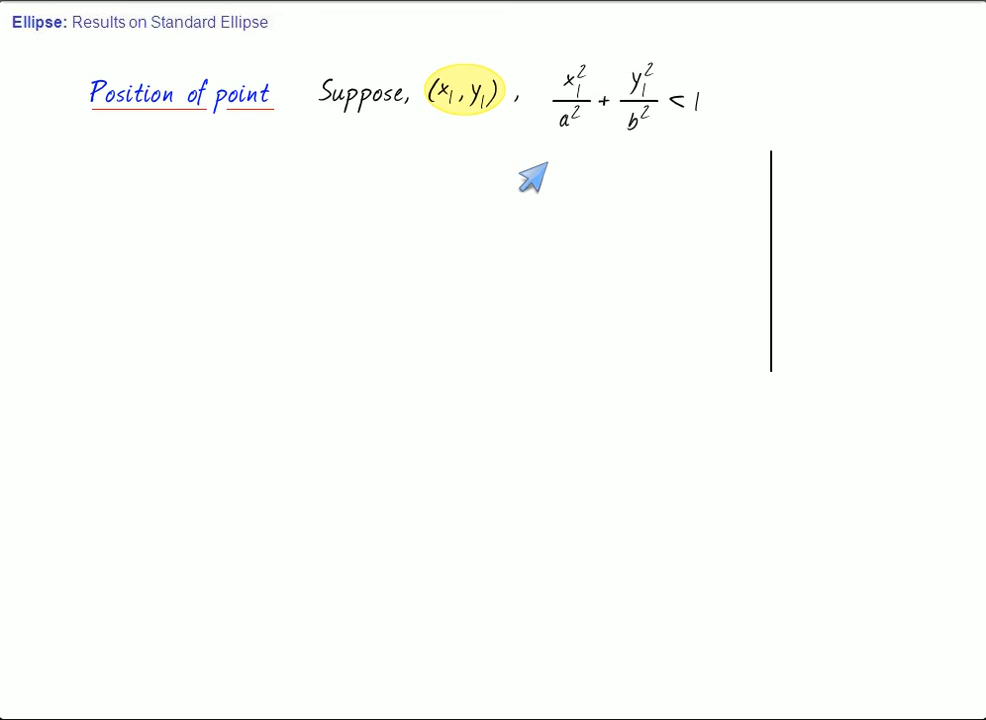 Ellipse: Results on Standard Ellipse
Position of point Suppose, (x₁, y₁), x₁²/a² + y₁²/b² < 1